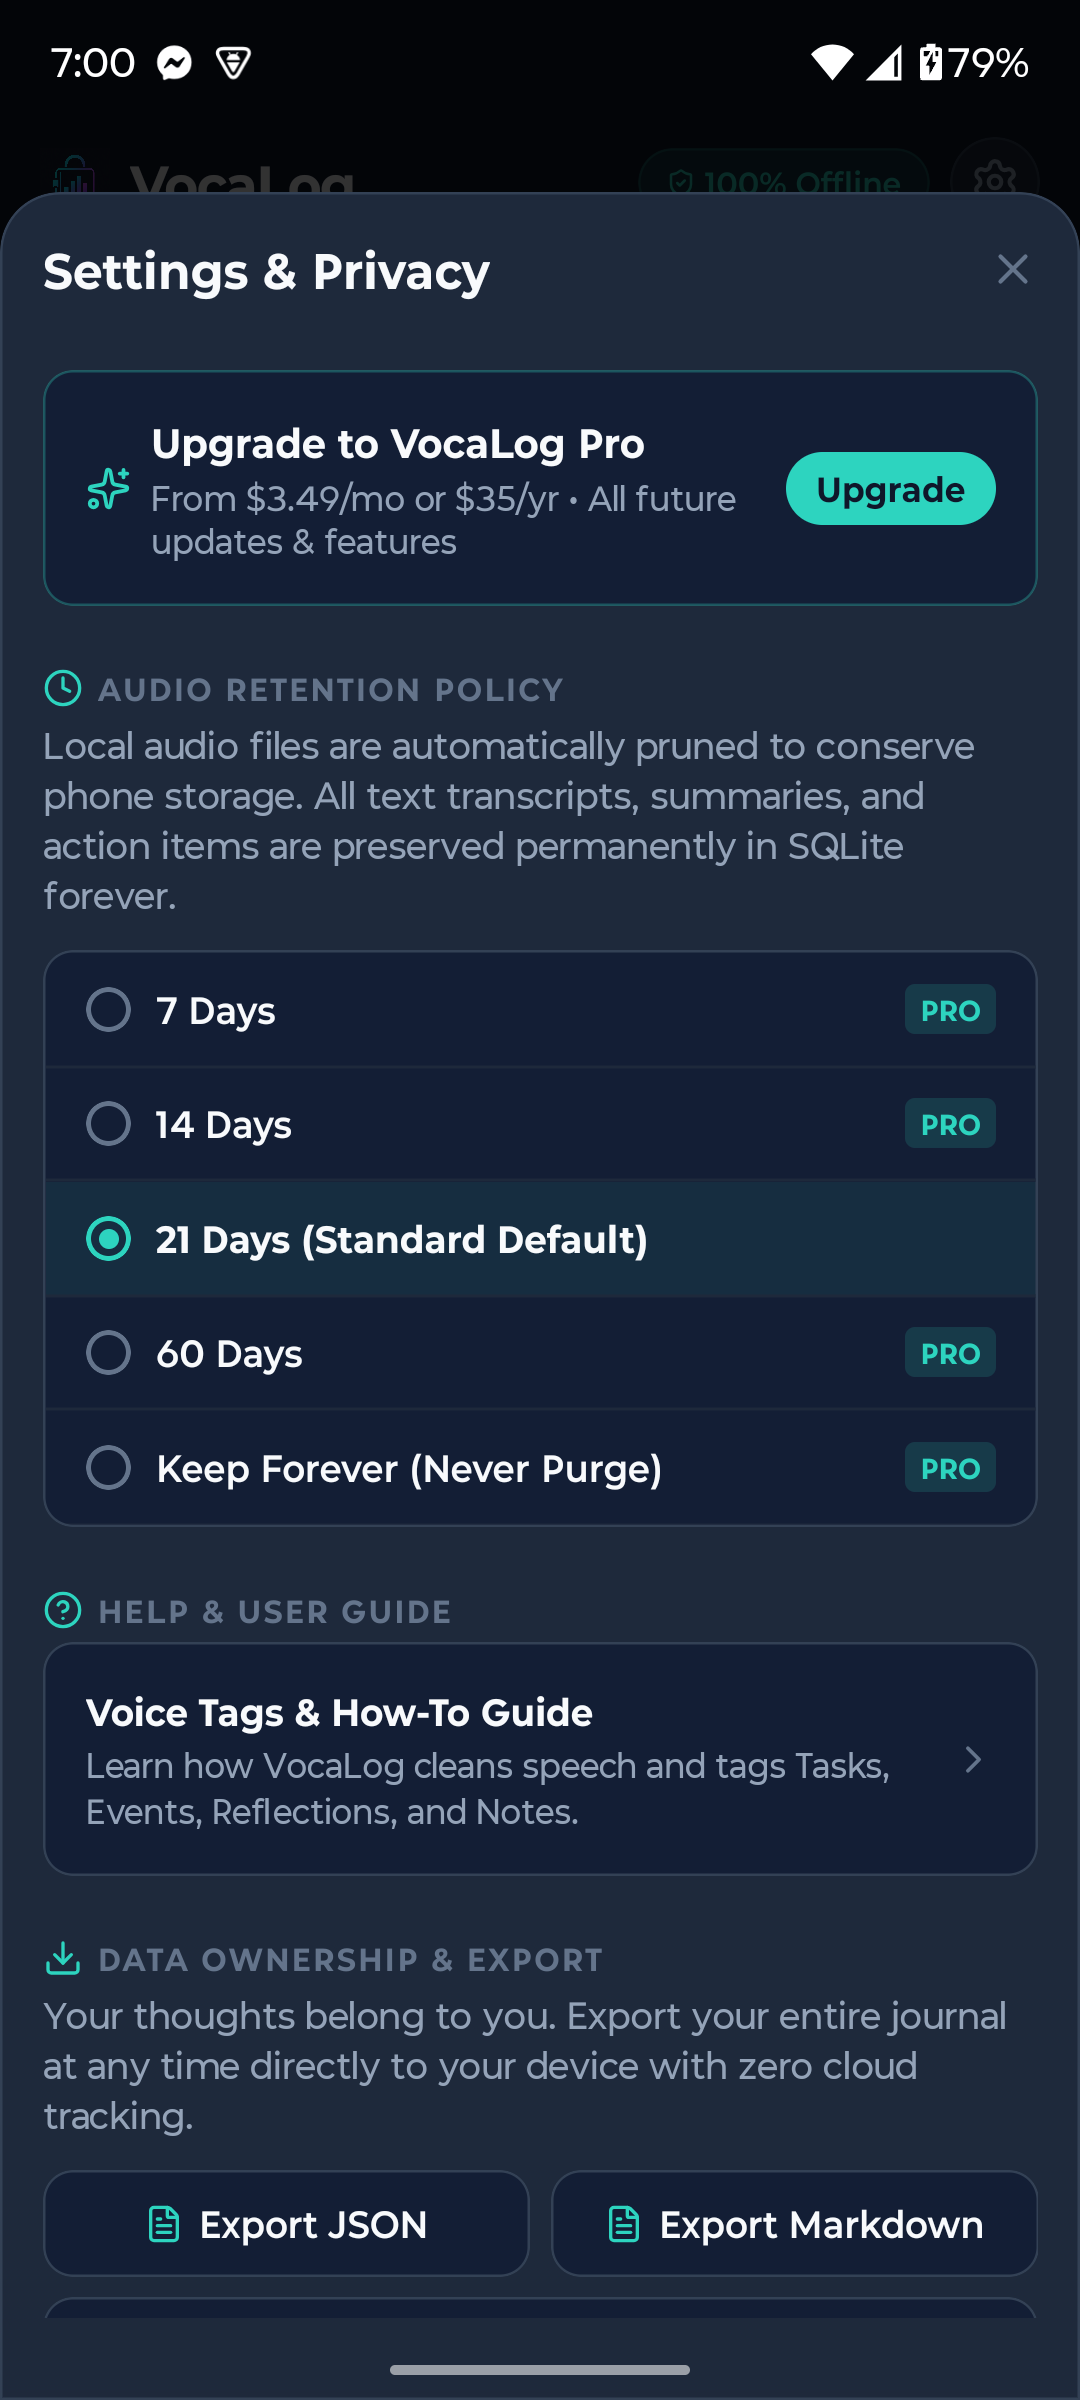 7:00
79%
VocaLog
100% Offline
Settings & Privacy
Upgrade to VocaLog Pro
From $3.49/mo or $35/yr • All future
updates & features
Upgrade
AUDIO RETENTION POLICY
Local audio files are automatically pruned to conserve
phone storage. All text transcripts, summaries, and
action items are preserved permanently in SQLite
forever.
7 Days
PRO
14 Days
PRO
21 Days (Standard Default)
60 Days
PRO
Keep Forever (Never Purge)
PRO
HELP & USER GUIDE
Voice Tags & How-To Guide
Learn how VocaLog cleans speech and tags Tasks,
Events, Reflections, and Notes.
DATA OWNERSHIP & EXPORT
Your thoughts belong to you. Export your entire journal
at any time directly to your device with zero cloud
tracking.
Export JSON
Export Markdown